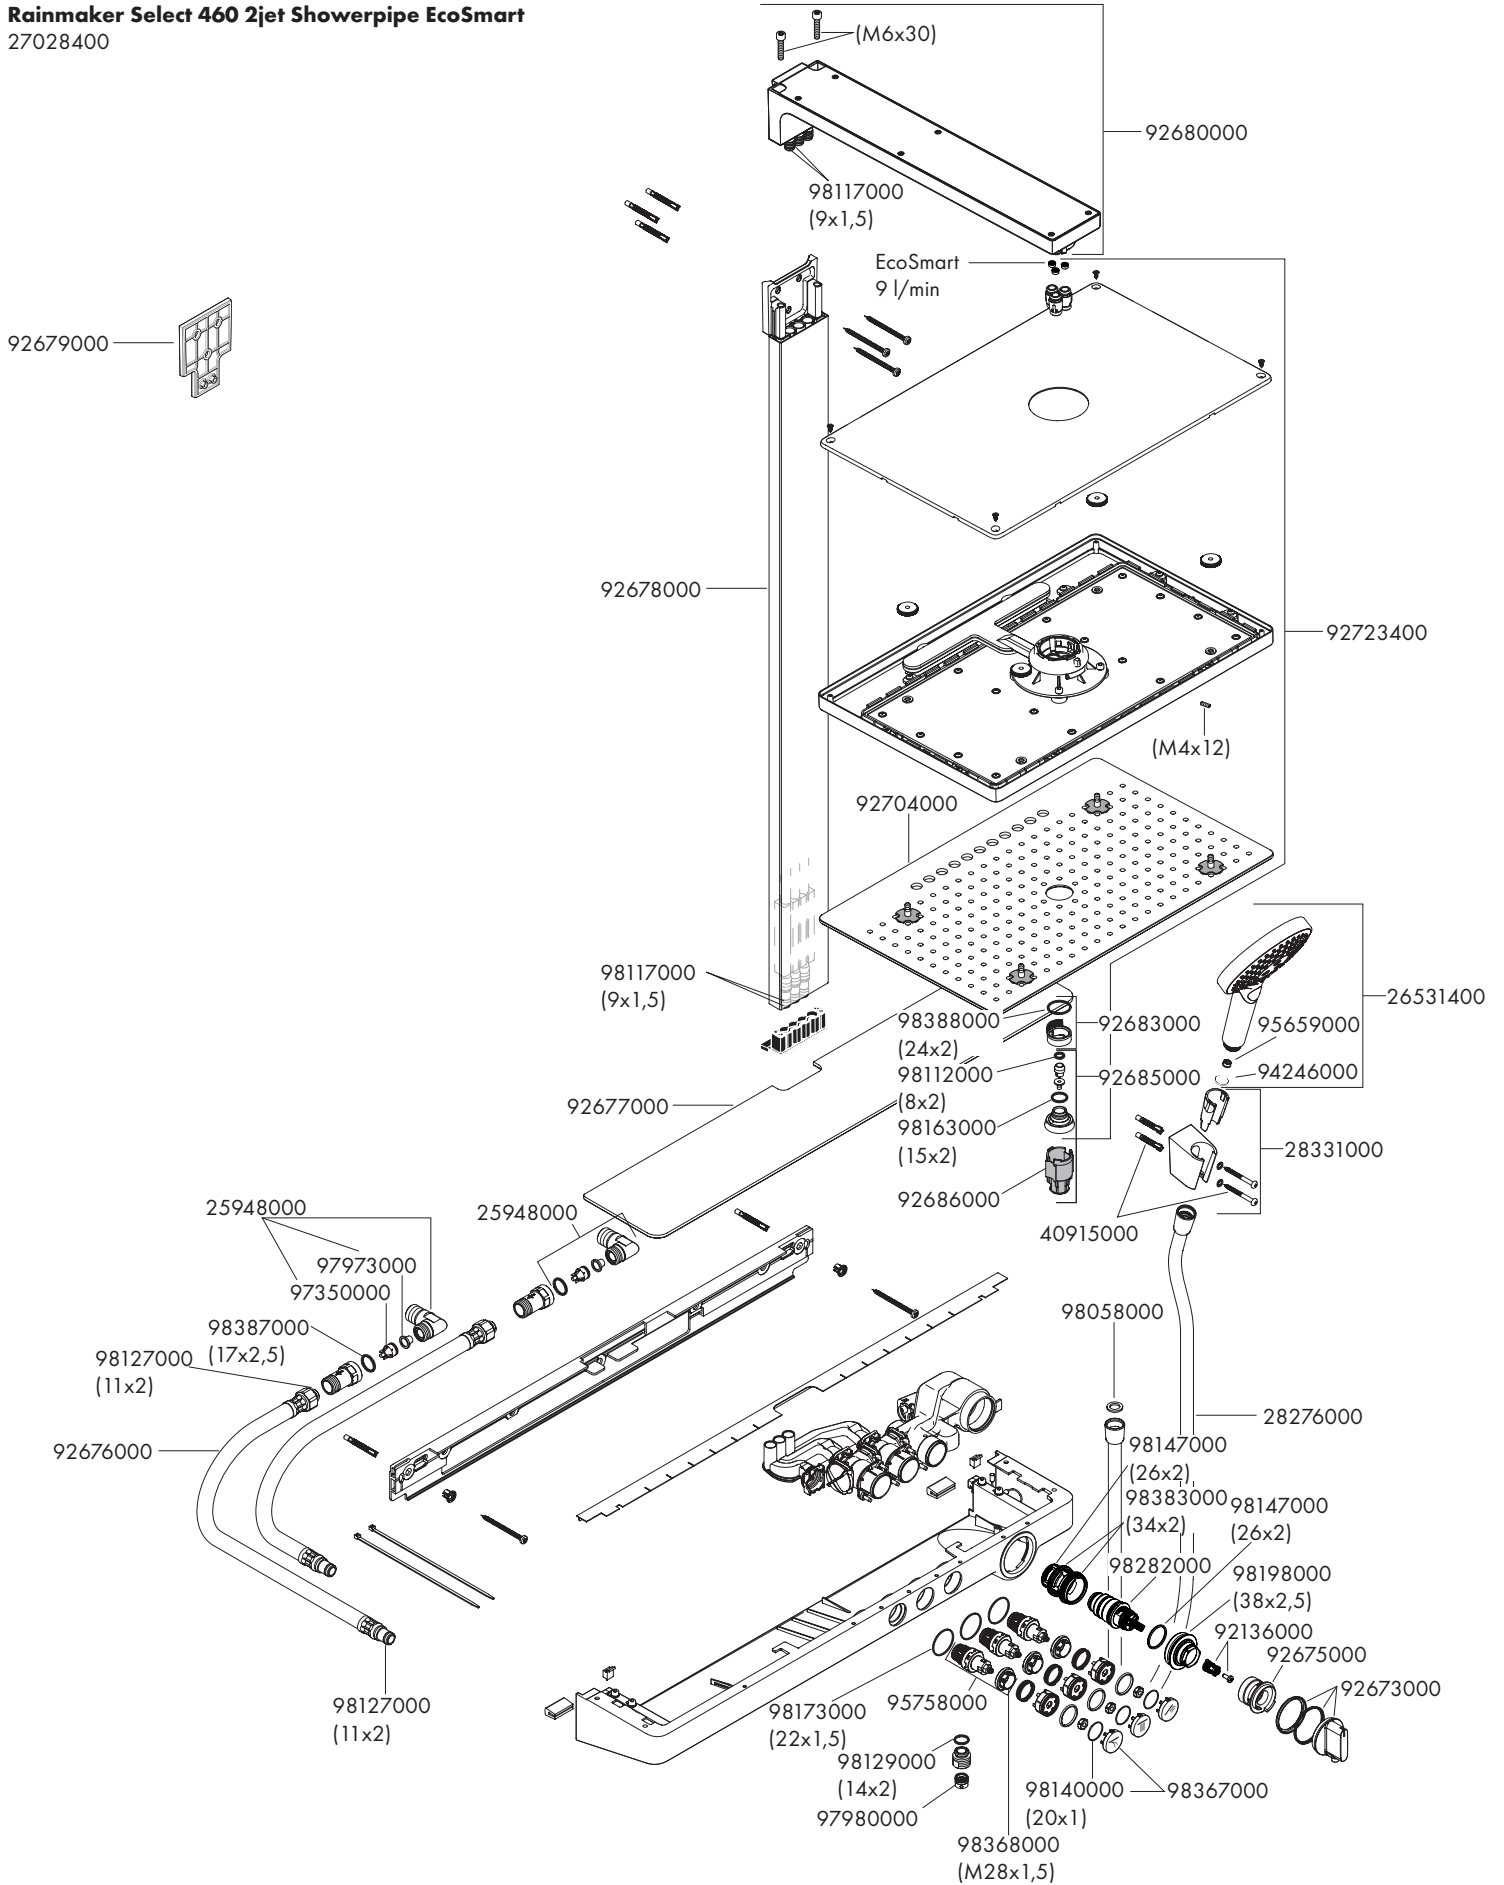 Rainmaker Select 460 2jet Showerpipe EcoSmart
27028400
(M6x30)
92680000
98117000
(9x1,5)
EcoSmart
9 l/min
92679000
92678000
92723400
(M4x12)
92704000
98117000
(9x1,5)
26531400
98388000
(24x2)
92683000
95659000
98112000
(8x2)
92685000
94246000
92677000
98163000
(15x2)
28331000
92686000
25948000
25948000
40915000
97973000
97350000
98387000
(17x2,5)
98058000
98127000
(11x2)
28276000
92676000
98147000
(26x2)
98383000
(34x2)
98147000
(26x2)
98282000
98198000
(38x2,5)
92136000
92675000
92673000
98127000
(11x2)
98173000
(22x1,5)
95758000
98129000
(14x2)
98140000
(20x1)
98367000
97980000
98368000
(M28x1,5)